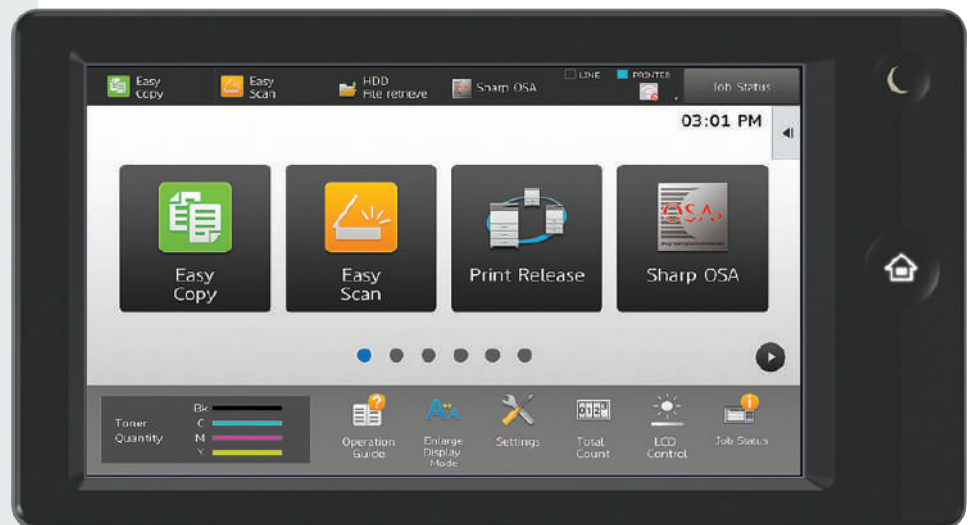 Easy
Copy
Easy
Scan
HDD
File retrieve
Sharp OSA
LINE
PRINTER
Job Status
03:01 PM
Easy
Copy
Easy
Scan
Print Release
Sharp OSA
OSA
Toner
Quantity
Bk
C
M
Y
Operation
Guide
Enlarge
Display
Mode
Settings
Total
Count
LCD
Control
Job Status